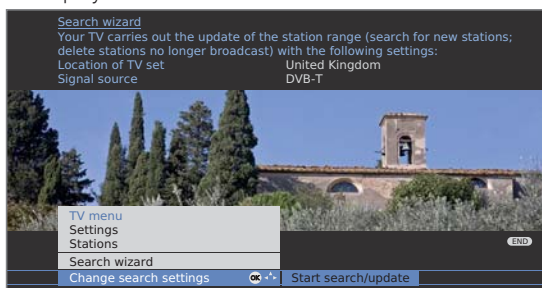 Search wizard
Your TV carries out the update of the station range (search for new stations;
delete stations no longer broadcast) with the following settings:
Location of TV set United Kingdom
Signal source DVB-T
TV menu
Settings
Stations
END
Search wizard
Change search settings OK Start search/update